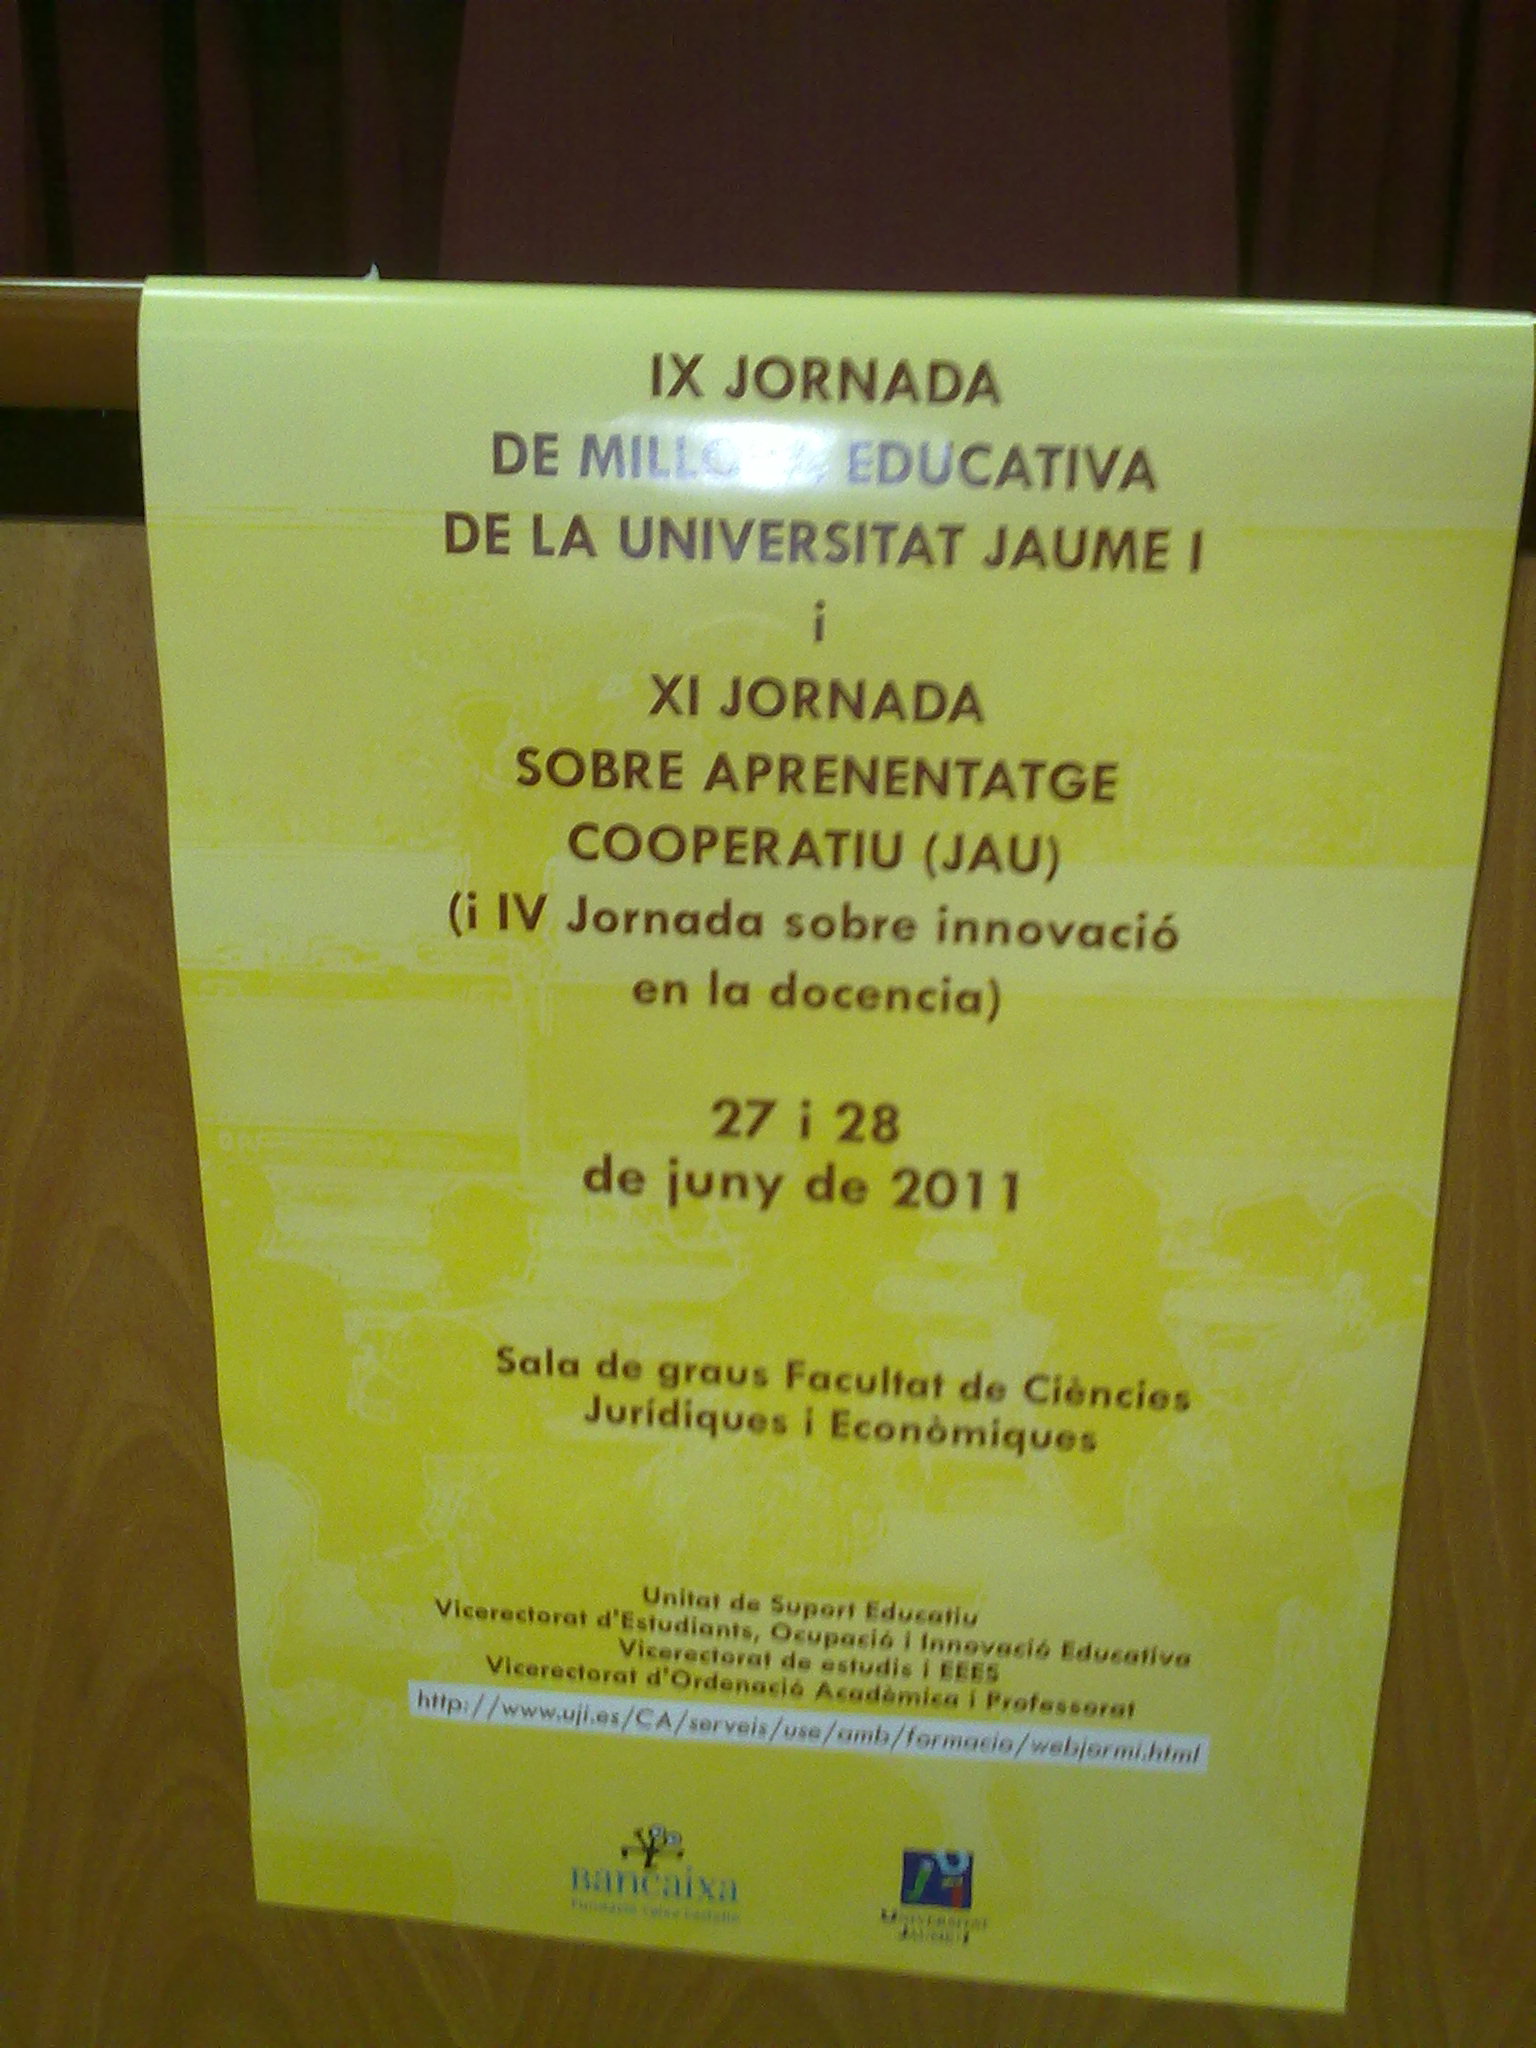 IX JORNADA
DE MILLORA EDUCATIVA
DE LA UNIVERSITAT JAUME I
i
XI JORNADA
SOBRE APRENENTATGE
COOPERATIU (JAU)
(i IV Jornada sobre innovació
en la docencia)
27 i 28
de juny de 2011
Sala de graus Facultat de Ciències
Jurídiques i Econòmiques
Unitat de Suport Educatiu
Vicerectorat d'Estudiants, Ocupació i Innovació Educativa
Vicerectorat de estudis i EEES
Vicerectorat d'Ordenació Acadèmica i Professorat
http://www.uji.es/CA/serveis/use/amb/formacio/webjormi.html
Bancaixa
Fundació Caixa Castelló
UNIVERSITAT
JAUME·I